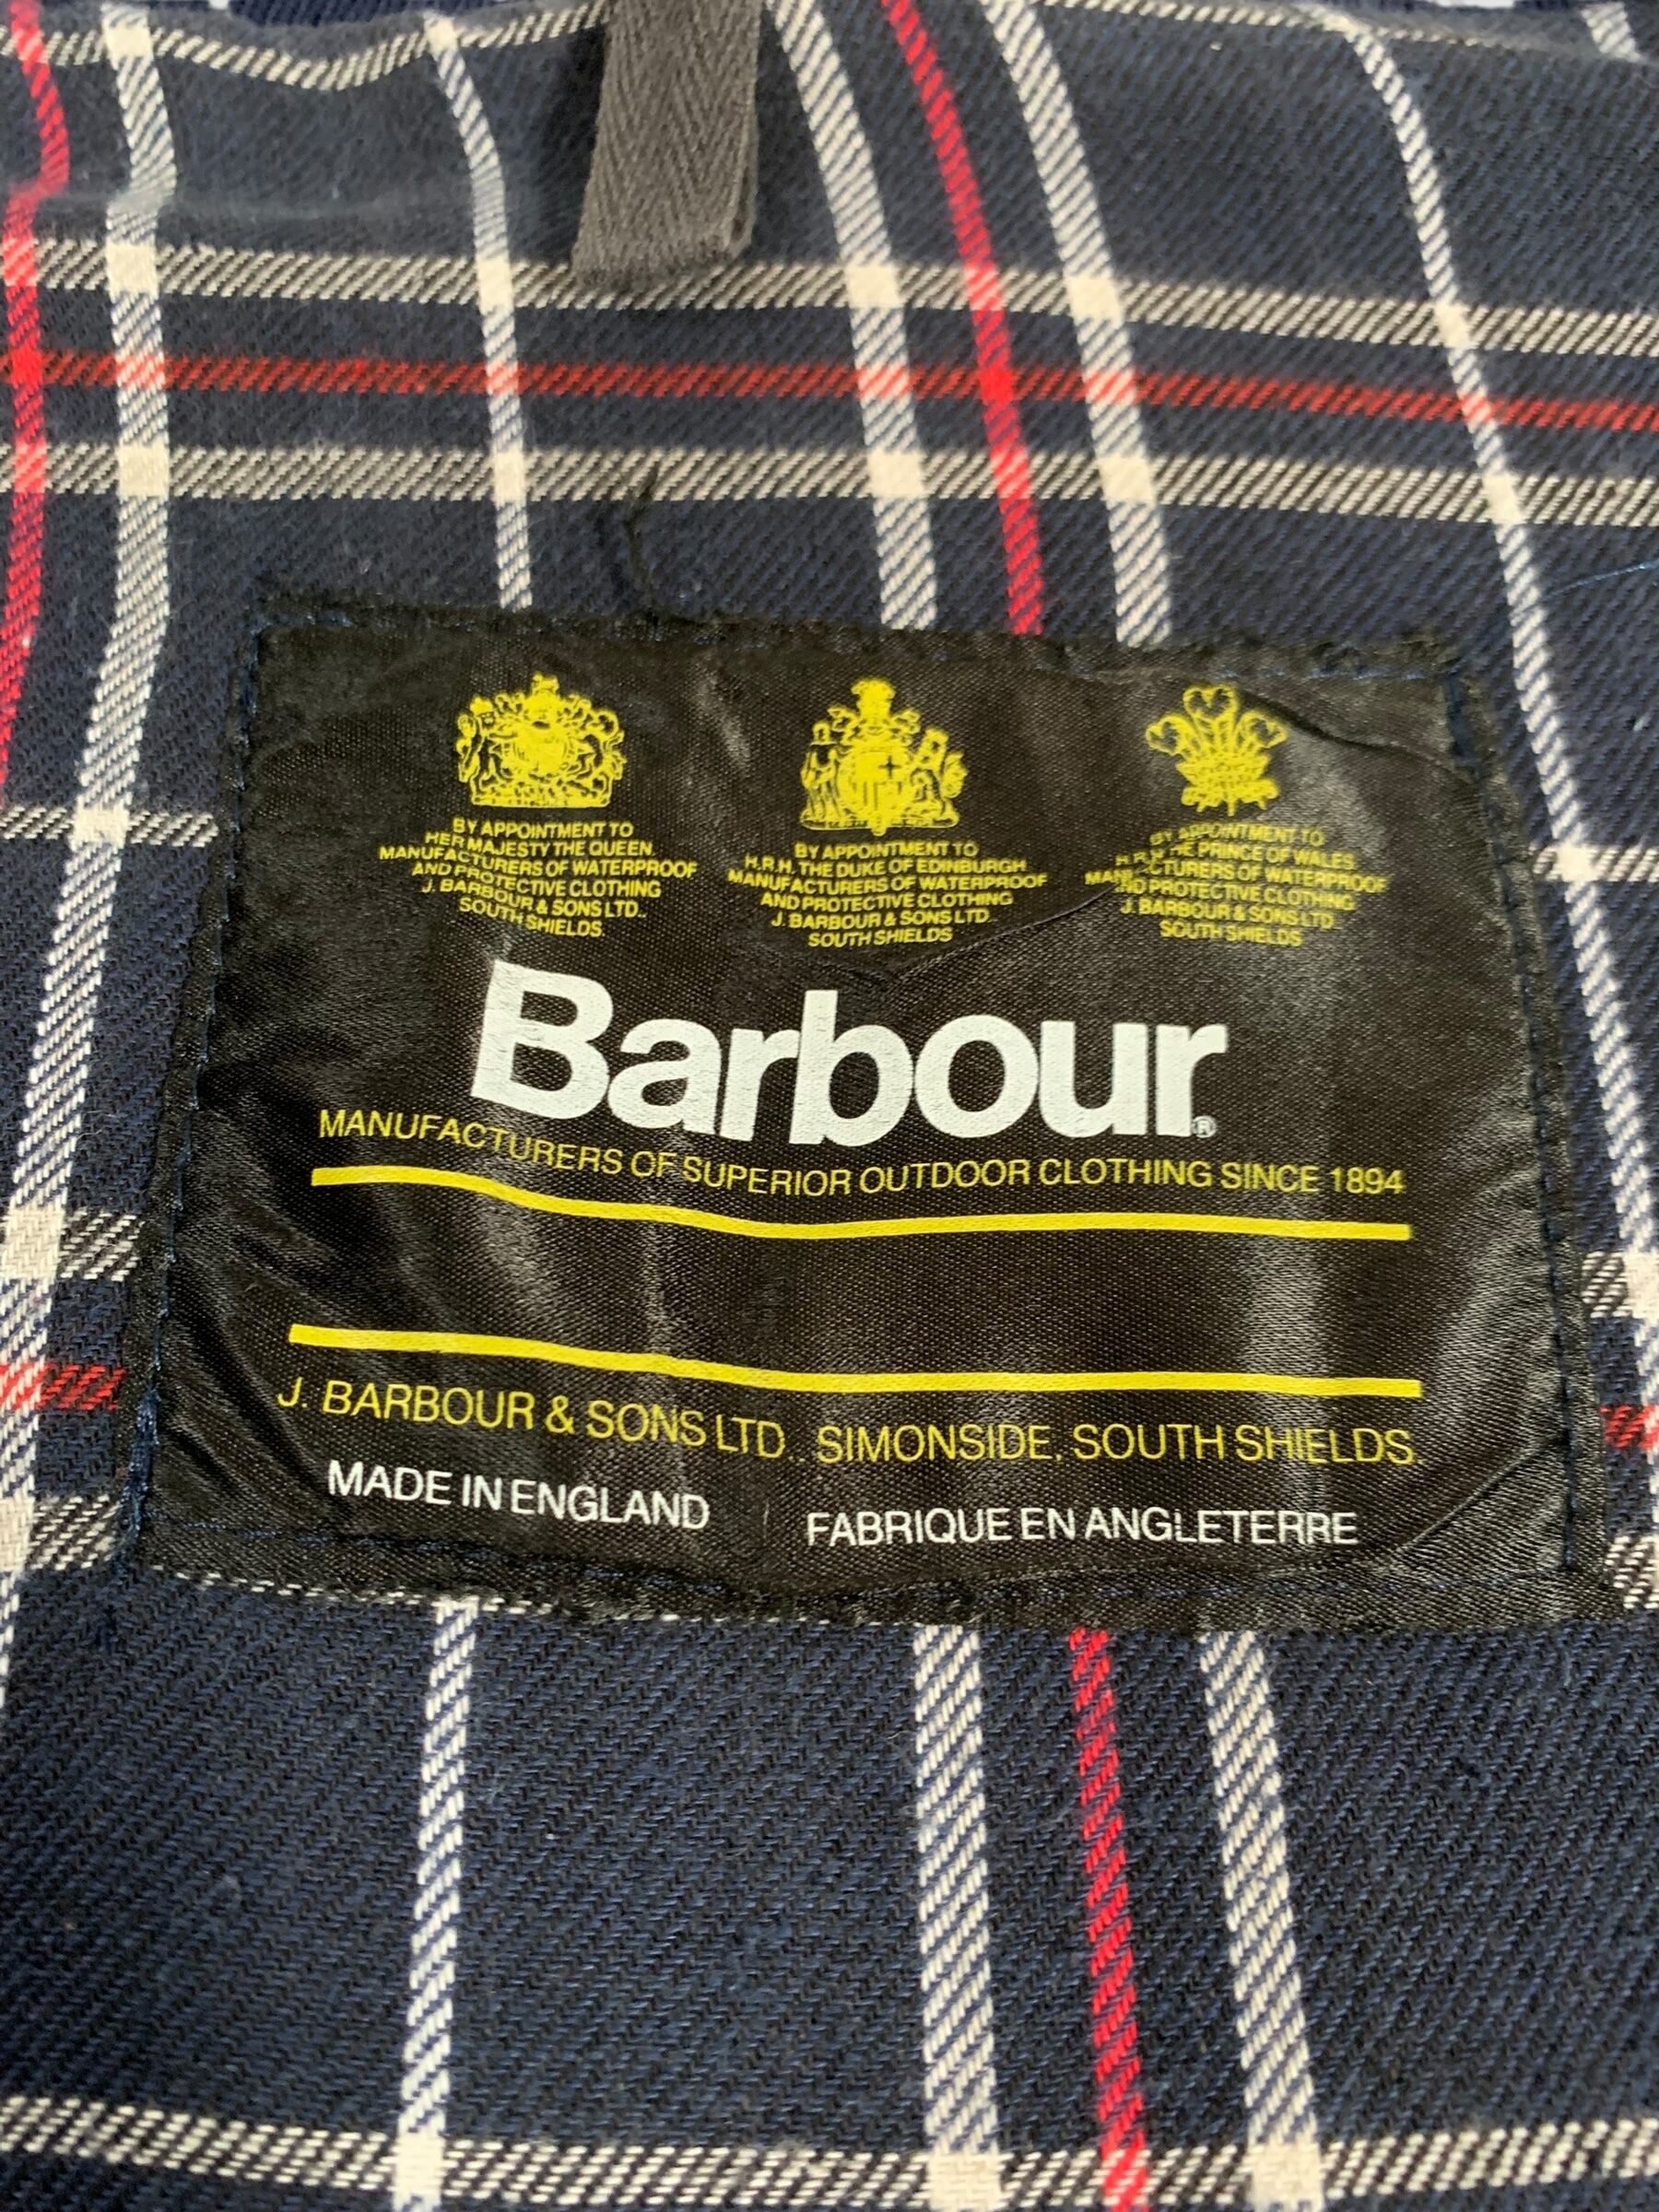 BY APPOINTMENT TO
HER MAJESTY THE QUEEN
MANUFACTURERS OF WATERPROOF
AND PROTECTIVE CLOTHING
J. BARBOUR & SONS LTD.,
SOUTH SHIELDS.
BY APPOINTMENT TO
H.R.H. THE DUKE OF EDINBURGH
MANUFACTURERS OF WATERPROOF
AND PROTECTIVE CLOTHING
J. BARBOUR & SONS LTD.
SOUTH SHIELDS
BY APPOINTMENT TO
H.R.H. THE PRINCE OF WALES
MANUFACTURERS OF WATERPROOF
AND PROTECTIVE CLOTHING
J. BARBOUR & SONS LTD.
SOUTH SHIELDS
Barbour®
MANUFACTURERS OF SUPERIOR OUTDOOR CLOTHING SINCE 1894
J. BARBOUR & SONS LTD., SIMONSIDE, SOUTH SHIELDS.
MADE IN ENGLAND FABRIQUE EN ANGLETERRE